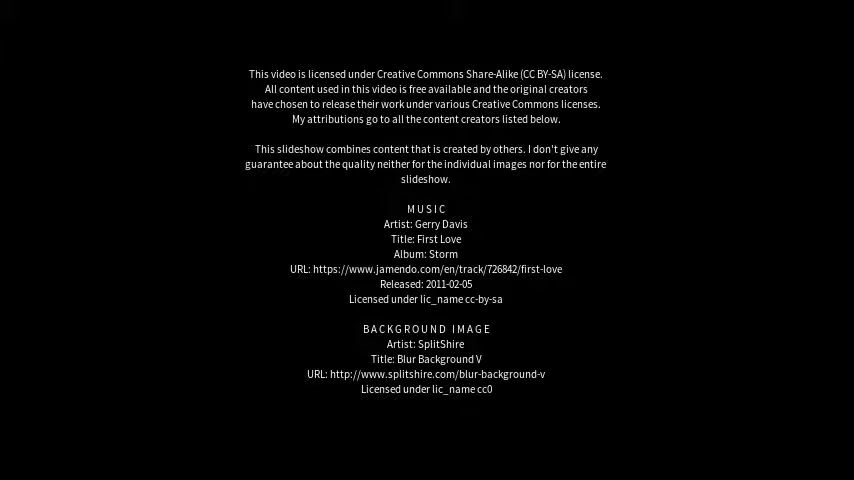 This video is licensed under Creative Commons Share-Alike (CC BY-SA) license.
All content used in this video is free available and the original creators
have chosen to release their work under various Creative Commons licenses.
My attributions go to all the content creators listed below.
This slideshow combines content that is created by others. I don't give any
guarantee about the quality neither for the individual images nor for the entire
slideshow.
MUSIC
Artist: Gerry Davis
Title: First Love
Album: Storm
URL: https://www.jamendo.com/en/track/726842/first-love
Released: 2011-02-05
Licensed under lic_name cc-by-sa
BACKGROUND IMAGE
Artist: SplitShire
Title: Blur Background V
URL: http://www.splitshire.com/blur-background-v
Licensed under lic_name cc0